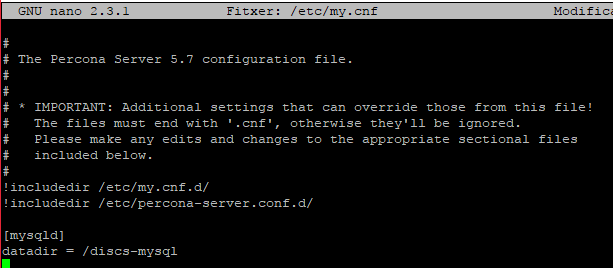 GNU nano 2.3.1 Fitxer: /etc/my.cnf Modifica
#
# The Percona Server 5.7 configuration file.
#
#
# * IMPORTANT: Additional settings that can override those from this file!
#   The files must end with '.cnf', otherwise they'll be ignored.
#   Please make any edits and changes to the appropriate sectional files
#   included below.
#
!includedir /etc/my.cnf.d/
!includedir /etc/percona-server.conf.d/
[mysqld]
datadir = /discs-mysql